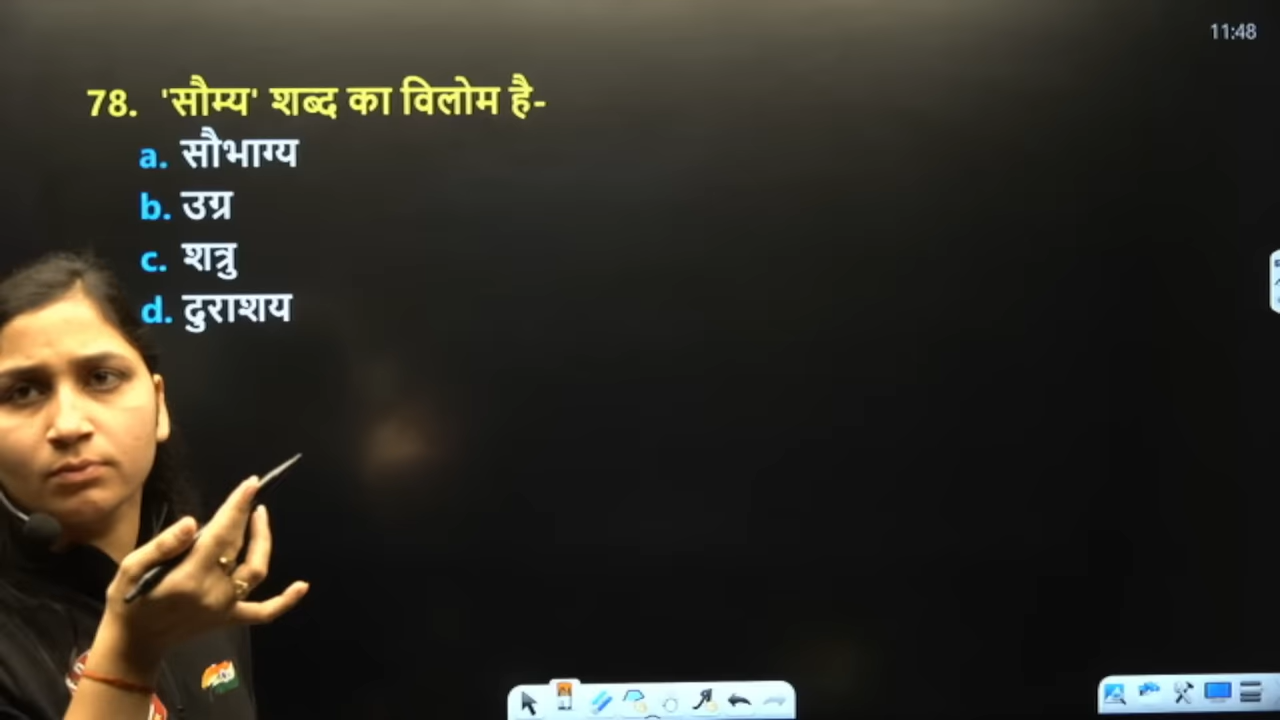 11:48
78. 'सौम्य' शब्द का विलोम है-
a. सौभाग्य
b. उग्र
c. शत्रु
d. दुराशय